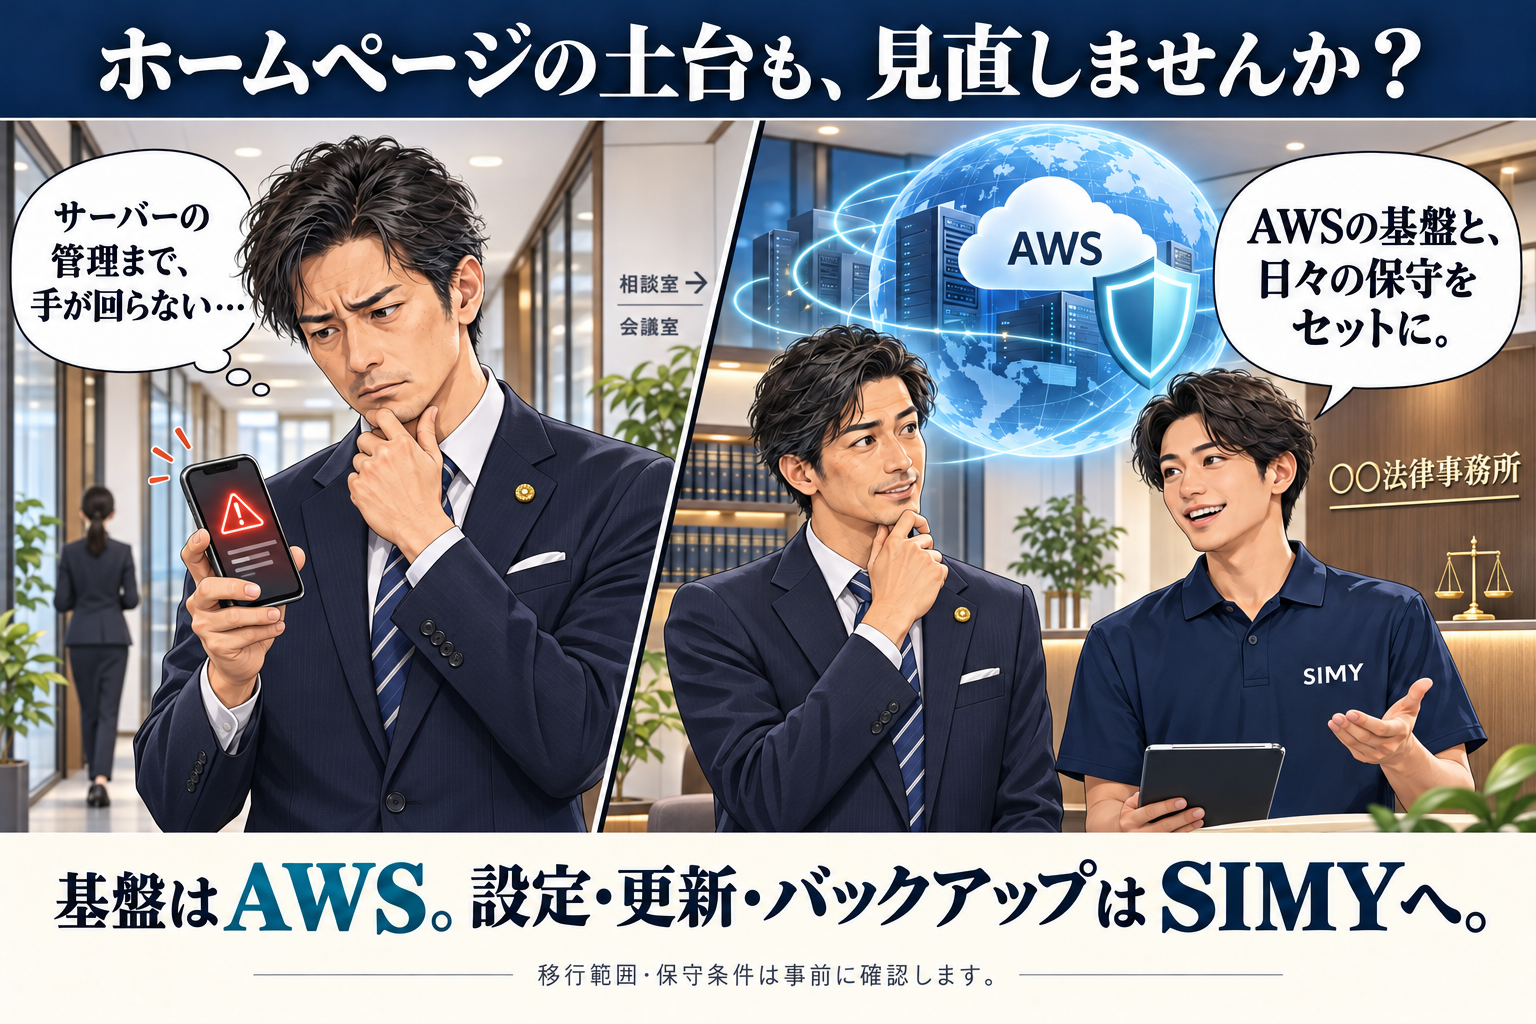 ホームページの土台も、見直しませんか？
サーバーの
管理まで、
手が回らない…
相談室→
会議室
AWS
AWSの基盤と、
日々の保守を
セットに。
〇〇法律事務所
SIMY
基盤はAWS。設定・更新・バックアップはSIMYへ。
移行範囲・保守条件は事前に確認します。